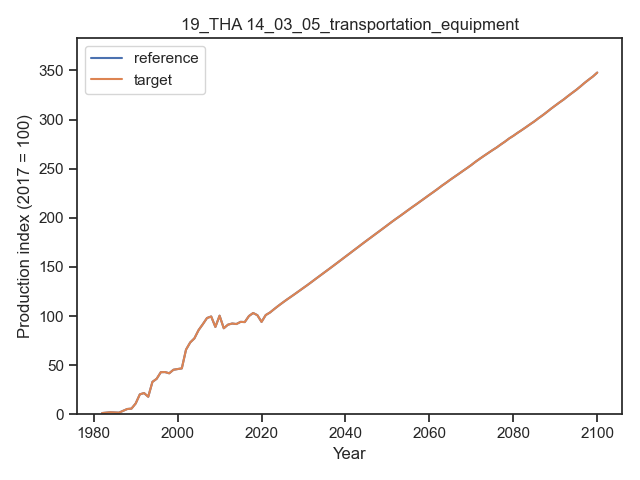 19_THA 14_03_05_transportation_equipment
reference
target
Production index (2017 = 100)
350
300
250
200
150
100
50
0
1980 2000 2020 2040 2060 2080 2100
Year